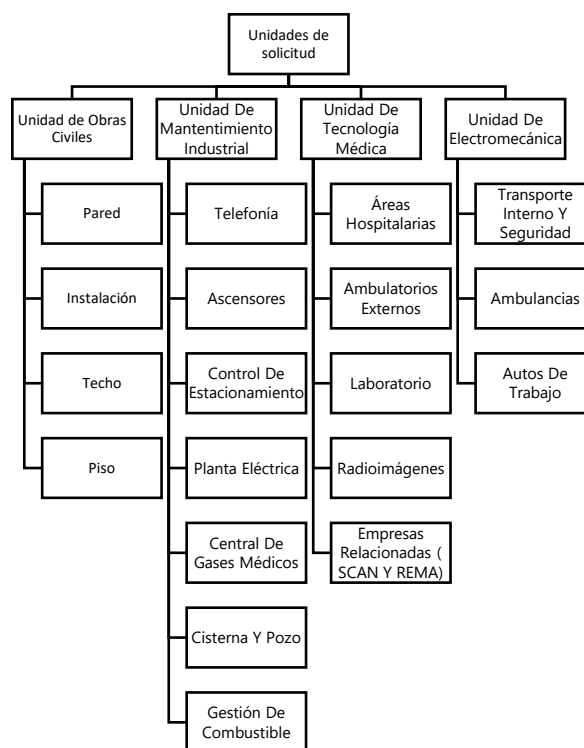 Unidades de
solicitud
Unidad de Obras
Civiles
Pared
Instalación
Techo
Piso
Unidad De
Mantentimiento
Industrial
Telefonía
Ascensores
Control De
Estacionamiento
Planta Eléctrica
Central De
Gases Médicos
Cisterna Y Pozo
Gestión De
Combustible
Unidad De
Tecnología
Médica
Áreas
Hospitalarias
Ambulatorios
Externos
Laboratorio
Radioimágenes
Empresas
Relacionadas (
SCAN Y REMA)
Unidad De
Electromecánica
Transporte
Interno Y
Seguridad
Ambulancias
Autos De
Trabajo